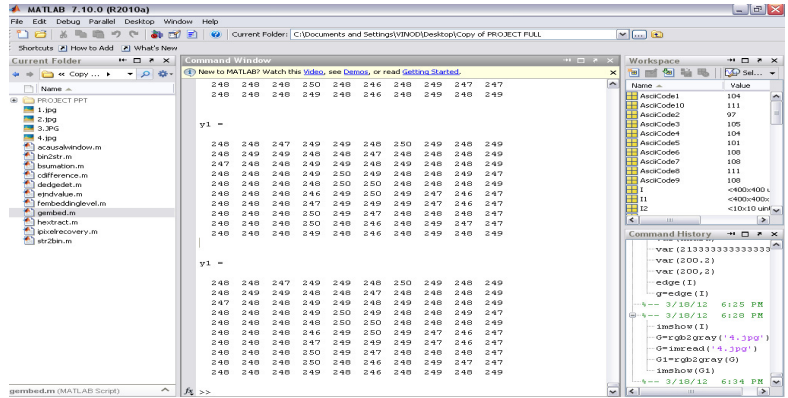 MATLAB 7.10.0 (R2010a)
File Edit Debug Parallel Desktop Window Help
Current Folder: C:\Documents and Settings\VINOD\Desktop\Copy of PROJECT FULL
Shortcuts How to Add What's New
Current Folder
« Copy ...
Name
PROJECT PPT
1.jpg
2.jpg
3.JPG
4.jpg
acausalwindow.m
bin2str.m
bsumation.m
cdifference.m
dedgedet.m
ejndvalue.m
fembeddinglevel.m
gembed.m
hextract.m
ipixelrecovery.m
str2bin.m
gembed.m (MATLAB Script)
Command Window
New to MATLAB? Watch this Video, see Demos, or read Getting Started.
248 248 248 250 248 246 248 249 247 247
248 248 248 249 248 246 248 249 248 249
y1 =
248 248 247 249 249 248 250 249 248 249
248 249 249 248 248 247 248 248 248 249
247 248 248 249 248 249 248 248 249 249
248 248 248 249 250 249 249 248 247 249
248 248 248 248 250 250 248 248 248 249
248 248 248 248 246 250 249 247 246 247
248 248 247 249 249 249 247 249 246 247
248 248 248 250 249 247 248 248 248 247
248 248 248 250 248 246 249 249 247 247
248 248 248 249 248 246 248 249 248 249
y1 =
248 248 247 249 249 248 250 249 248 249
248 249 249 248 248 247 248 248 248 249
247 248 248 249 248 249 248 248 249 249
248 248 248 249 250 249 249 248 247 249
248 248 248 248 250 250 248 248 248 249
248 248 248 248 246 250 249 247 246 247
248 248 247 249 249 249 247 249 246 247
248 248 248 250 249 247 248 248 248 247
248 248 248 250 248 246 249 249 247 247
248 248 248 249 248 246 248 249 248 249
fx >>
Workspace
Sel...
Name Value
AsciiCode1 104
AsciiCode10 111
AsciiCode2 97
AsciiCode3 105
AsciiCode4 104
AsciiCode5 101
AsciiCode6 108
AsciiCode7 108
AsciiCode8 111
AsciiCode9 108
I <400x400 u
I1 <400x400x
I2 <10x10 uint
Command History
var(213333333333333
var(200.2)
var(200,2)
edge(I)
g=edge(I)
%-- 3/18/12 6:25 PM
%-- 3/18/12 6:28 PM
imshow(I)
G=rgb2gray('4.jpg')
G=imread('4.jpg')
G1=rgb2gray(G)
imshow(G1)
%-- 3/18/12 6:34 PM